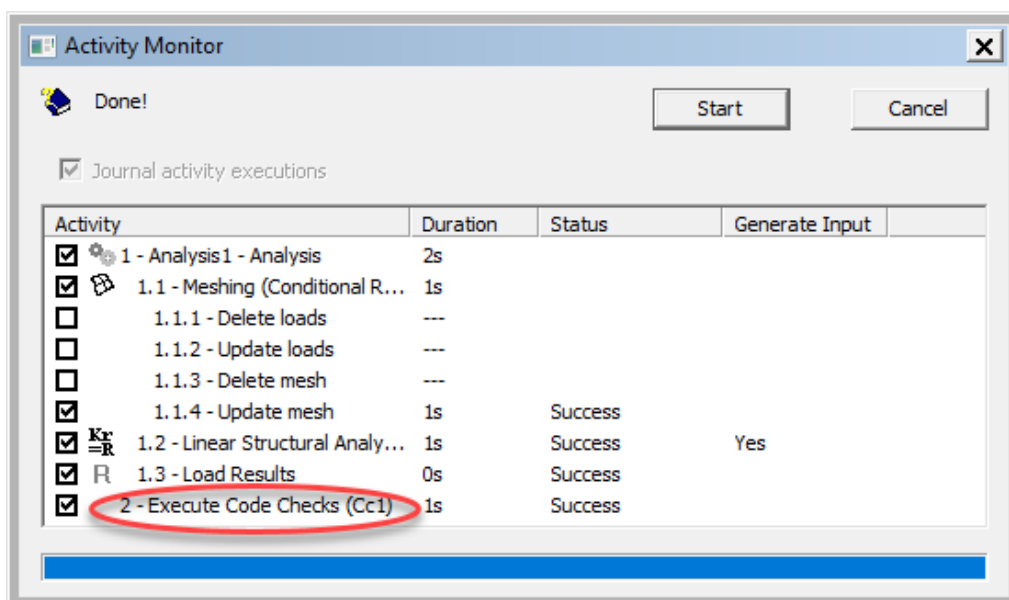 Activity Monitor
Done!
Start Cancel
Journal activity executions
Activity Duration Status Generate Input
1 - Analysis1 - Analysis 2s
1.1 - Meshing (Conditional R... 1s
1.1.1 - Delete loads ---
1.1.2 - Update loads ---
1.1.3 - Delete mesh ---
1.1.4 - Update mesh 1s Success
Kr =R 1.2 - Linear Structural Analy... 1s Success Yes
R 1.3 - Load Results 0s Success
2 - Execute Code Checks (Cc1) 1s Success